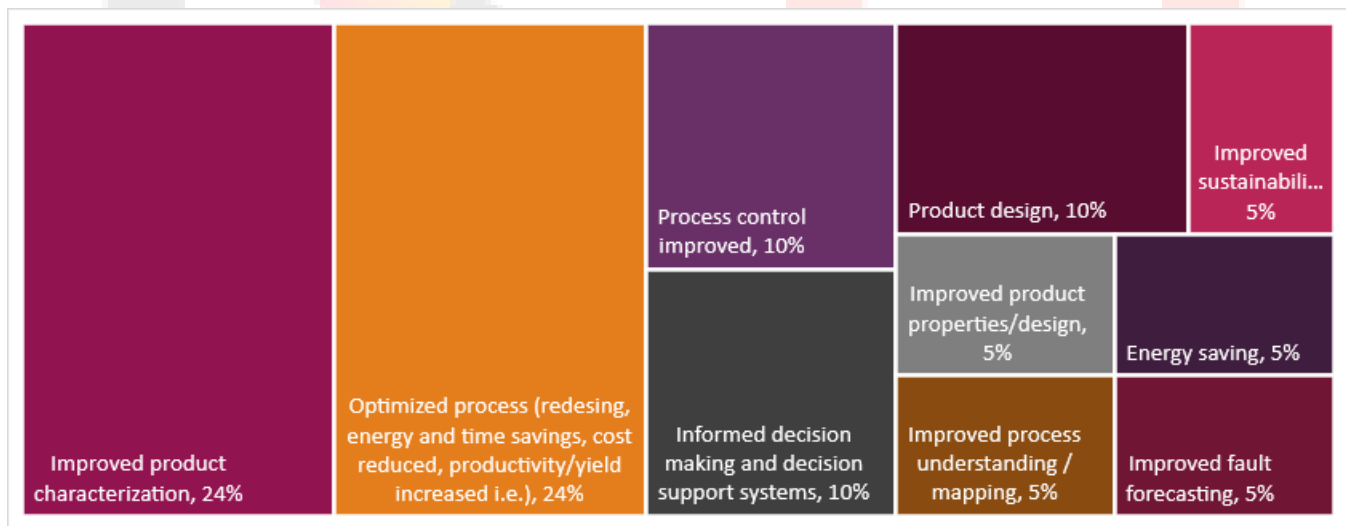 Improved product
characterization, 24%
Optimized process (redesing,
energy and time savings, cost
reduced, productivity/yield
increased i.e.), 24%
Process control
improved, 10%
Informed decision
making and decision
support systems, 10%
Product design, 10%
Improved
sustainabili...
5%
Improved product
properties/design,
5%
Energy saving, 5%
Improved process
understanding /
mapping, 5%
Improved fault
forecasting, 5%